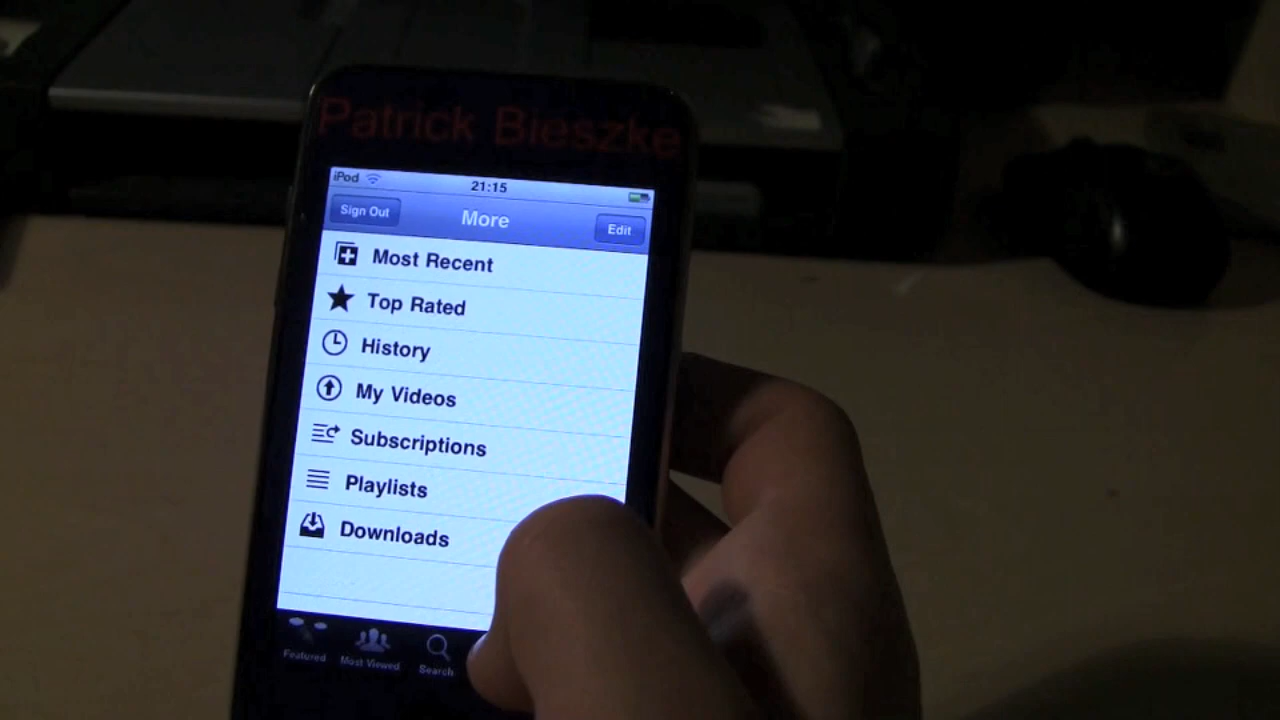 Patrick Bieszke
iPod 21:15
Sign Out More Edit
Most Recent
Top Rated
History
My Videos
Subscriptions
Playlists
Downloads
Featured Most Viewed Search